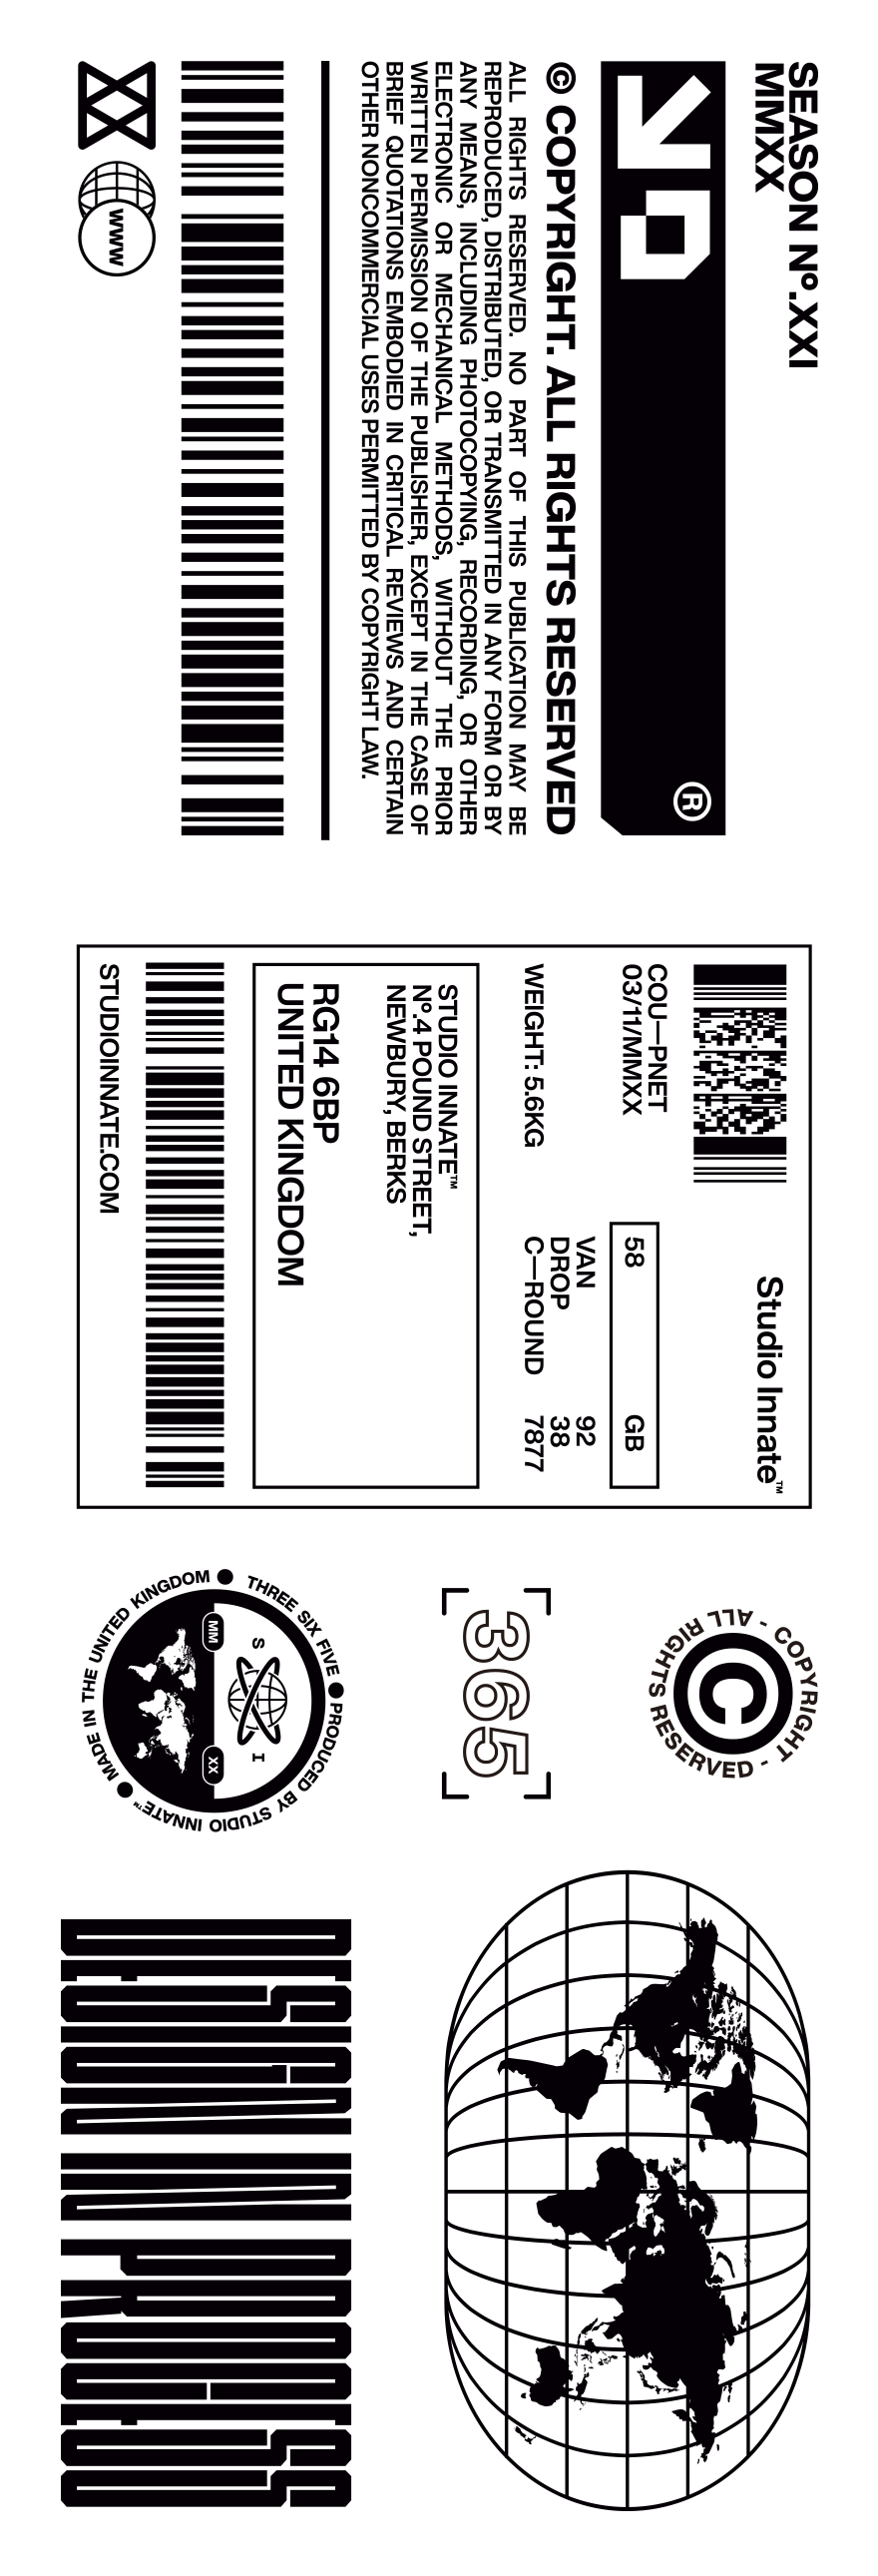 SEASON Nº.XXI
MMXX
®
© COPYRIGHT. ALL RIGHTS RESERVED
ALL RIGHTS RESERVED. NO PART OF THIS PUBLICATION MAY BE
REPRODUCED, DISTRIBUTED, OR TRANSMITTED IN ANY FORM OR BY
ANY MEANS, INCLUDING PHOTOCOPYING, RECORDING, OR OTHER
ELECTRONIC OR MECHANICAL METHODS, WITHOUT THE PRIOR
WRITTEN PERMISSION OF THE PUBLISHER, EXCEPT IN THE CASE OF
BRIEF QUOTATIONS EMBODIED IN CRITICAL REVIEWS AND CERTAIN
OTHER NONCOMMERCIAL USES PERMITTED BY COPYRIGHT LAW.
WWW
Studio Innate™
COU—PNET
03/11/MMXX
58 GB
WEIGHT: 5.6KG
VAN 92
DROP 38
C—ROUND 7877
STUDIO INNATE™
Nº.4 POUND STREET,
NEWBURY, BERKS
RG14 6BP
UNITED KINGDOM
STUDIOINNATE.COM
COPYRIGHT - ALL RIGHTS RESERVED -
©
365
THREE SIX FIVE ● PRODUCED BY STUDIO INNATE™ ● MADE IN THE UNITED KINGDOM ●
S I
MM XX
DESIGN IN PROCESS